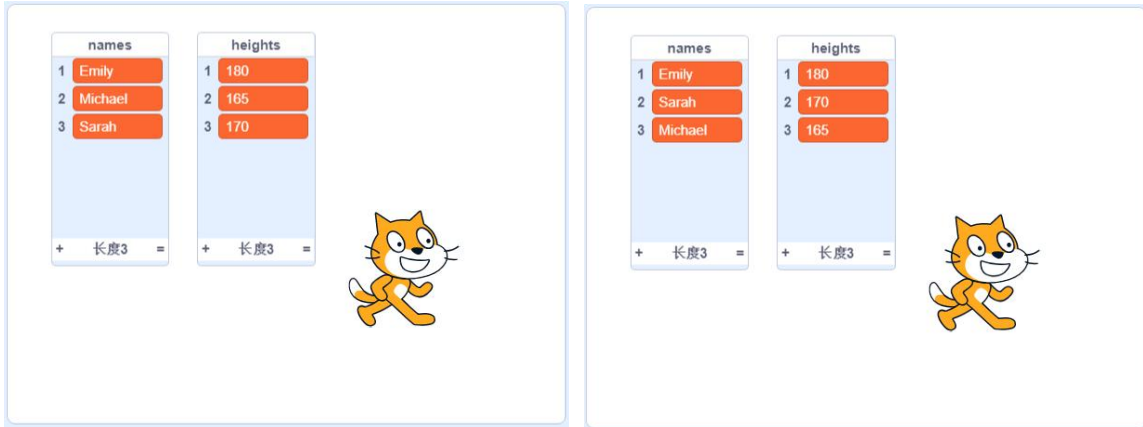 names
1 Emily
2 Michael
3 Sarah
+ 长度3 =
heights
1 180
2 165
3 170
+ 长度3 =
names
1 Emily
2 Sarah
3 Michael
+ 长度3 =
heights
1 180
2 170
3 165
+ 长度3 =